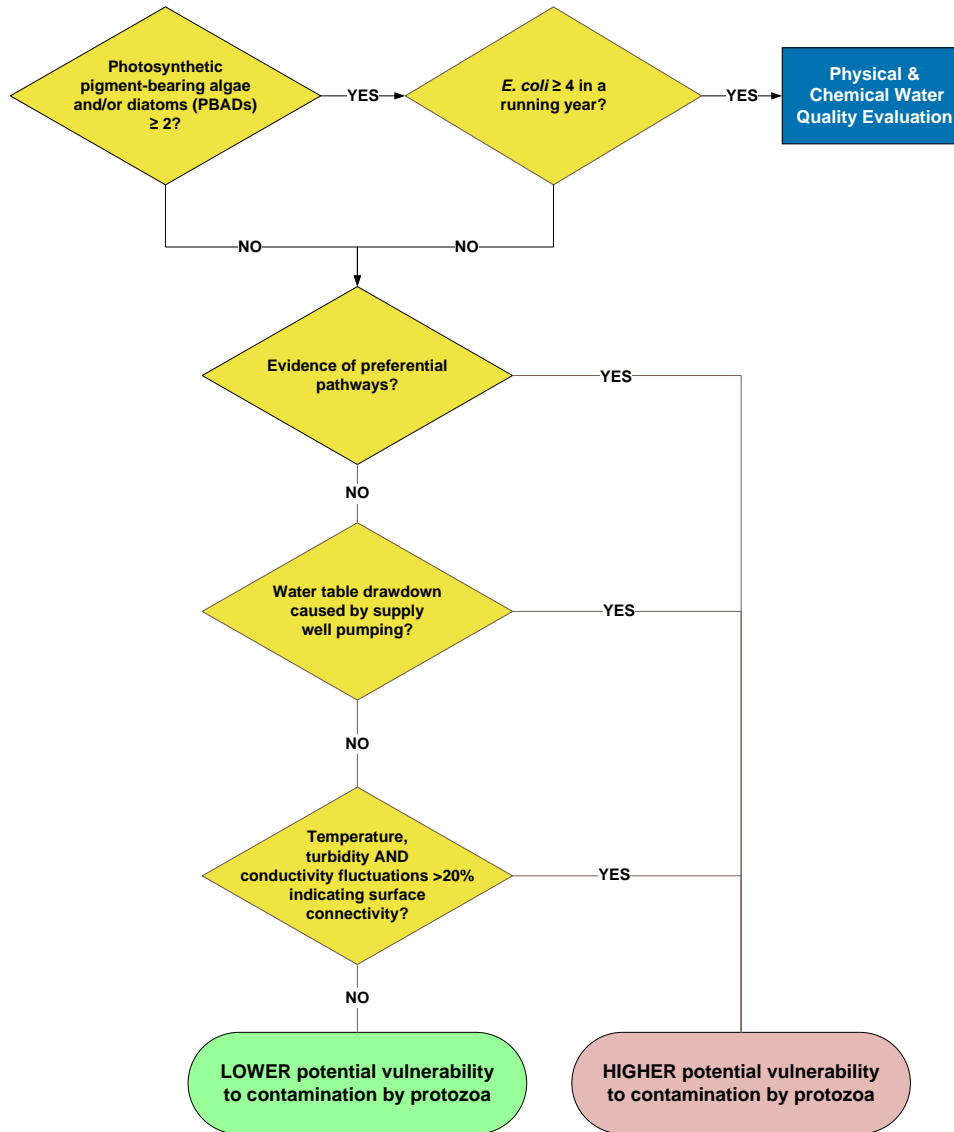 Photosynthetic
pigment-bearing algae
and/or diatoms (PBADs)
≥ 2?
YES
E. coli ≥ 4 in a
running year?
YES
Physical &
Chemical Water
Quality Evaluation
NO
NO
Evidence of preferential
pathways?
YES
NO
Water table drawdown
caused by supply
well pumping?
YES
NO
Temperature,
turbidity AND
conductivity fluctuations >20%
indicating surface
connectivity?
YES
NO
LOWER potential vulnerability
to contamination by protozoa
HIGHER potential vulnerability
to contamination by protozoa